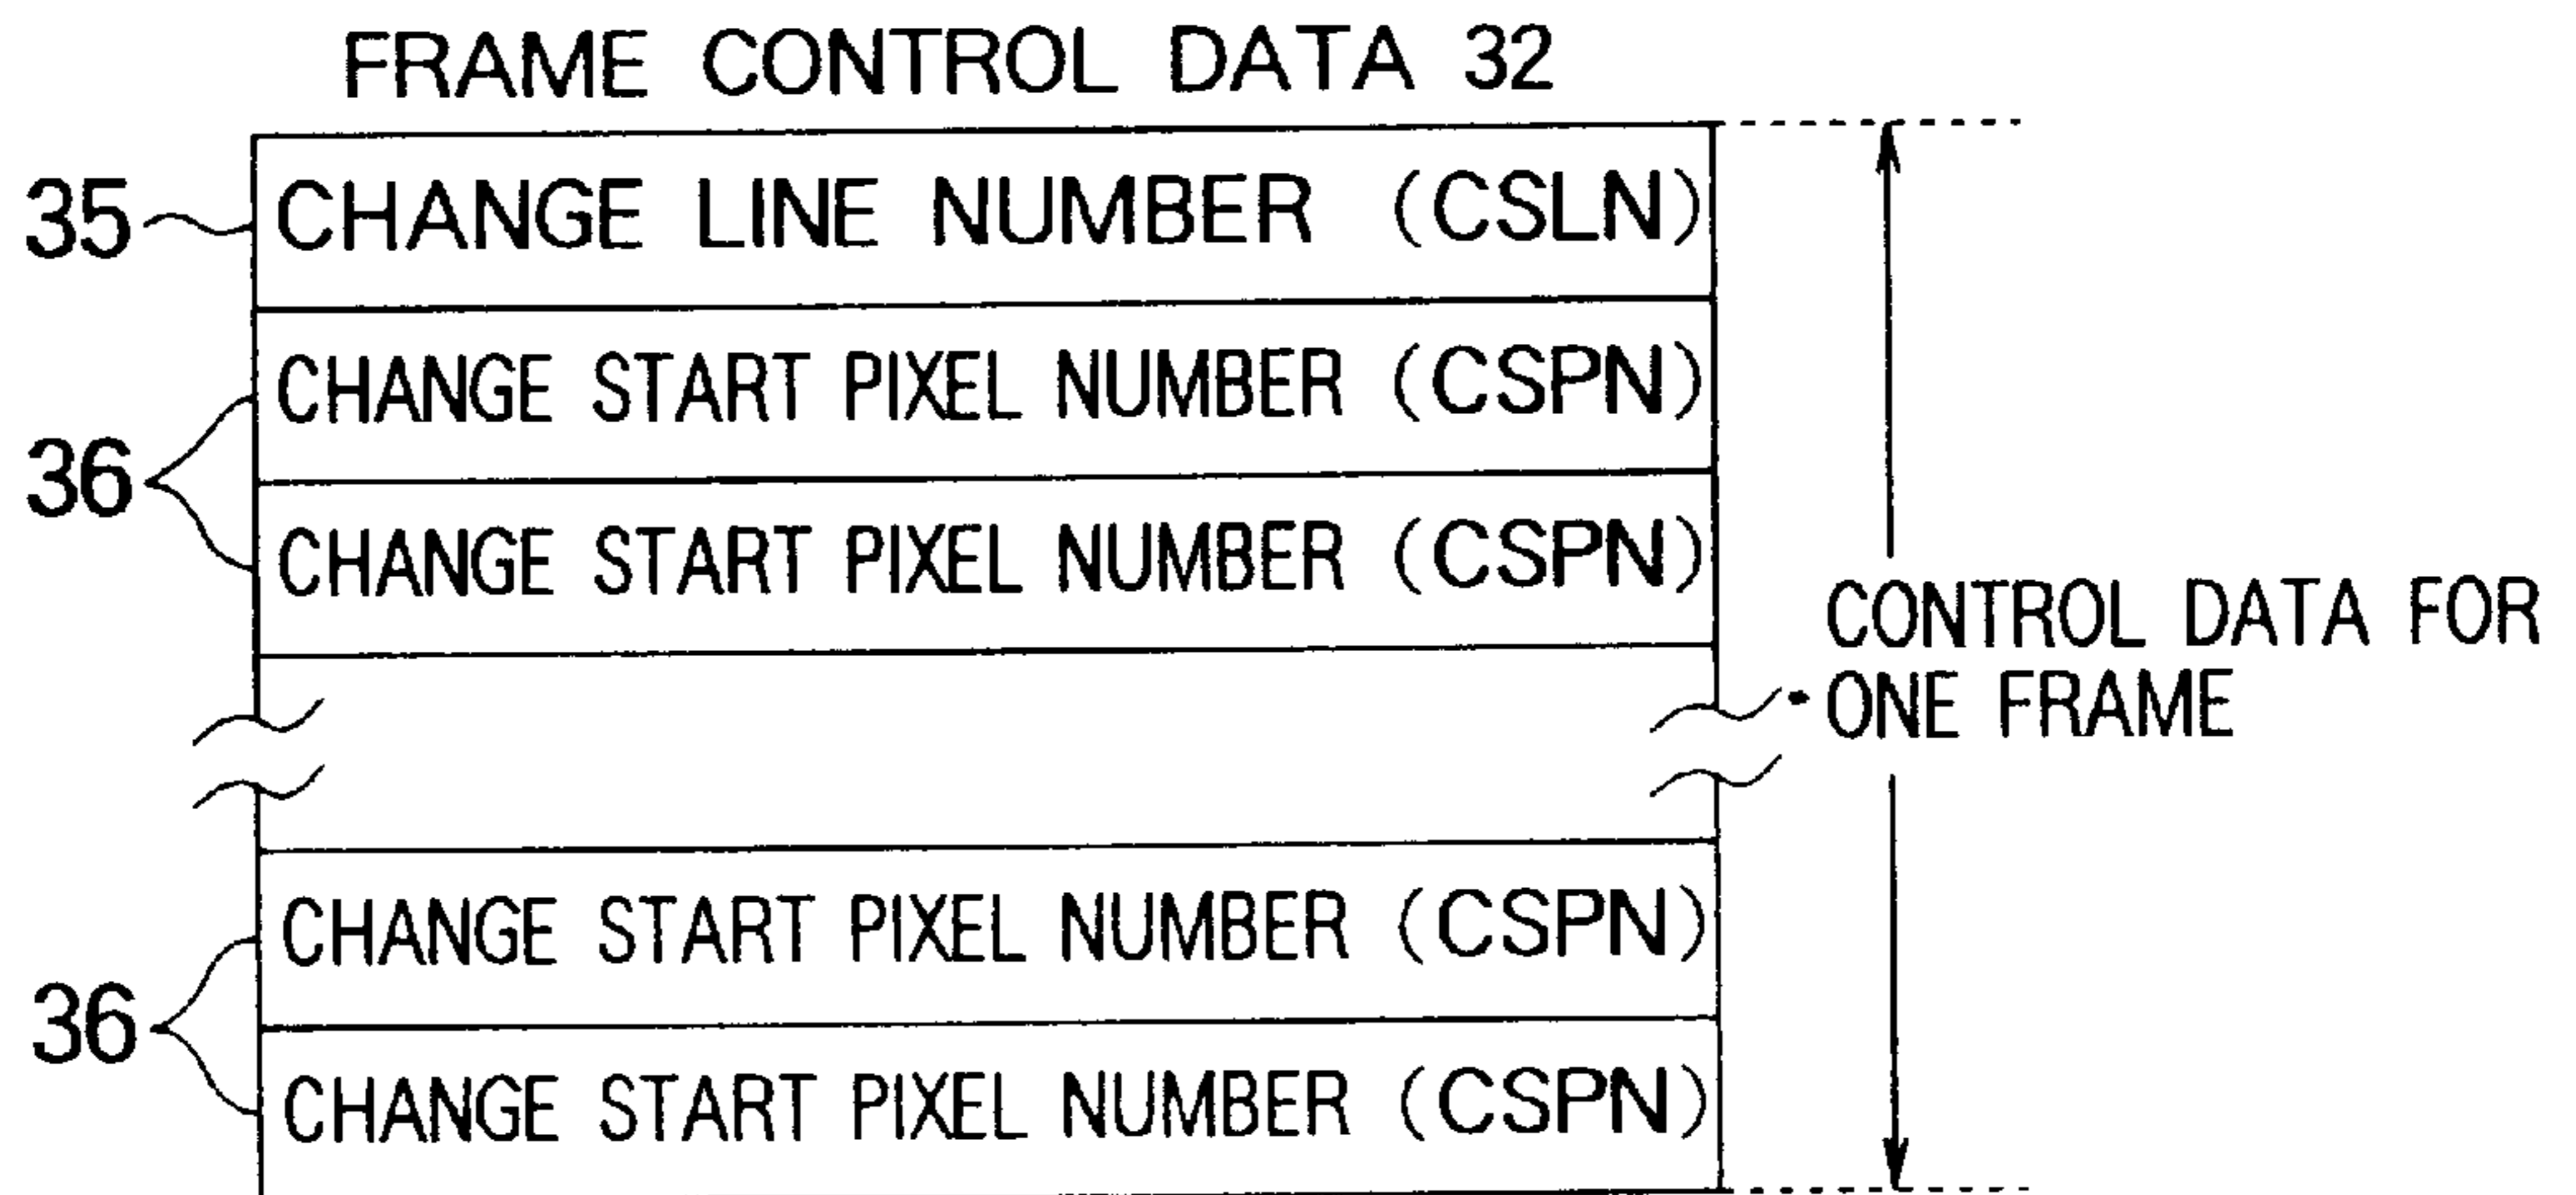 FRAME CONTROL DATA 32
35
CHANGE LINE NUMBER (CSLN)
CHANGE START PIXEL NUMBER (CSPN)
36
CHANGE START PIXEL NUMBER (CSPN)
CONTROL DATA FOR
ONE FRAME
CHANGE START PIXEL NUMBER (CSPN)
36
CHANGE START PIXEL NUMBER (CSPN)